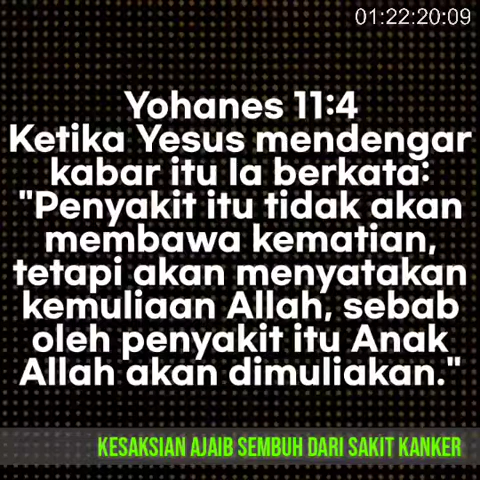 01:22:20:09
Yohanes 11:4
Ketika Yesus mendengar
kabar itu Ia berkata:
"Penyakit itu tidak akan
membawa kematian,
tetapi akan menyatakan
kemuliaan Allah, sebab
oleh penyakit itu Anak
Allah akan dimuliakan."
KESAKSIAN AJAIB SEMBUH DARI SAKIT KANKER